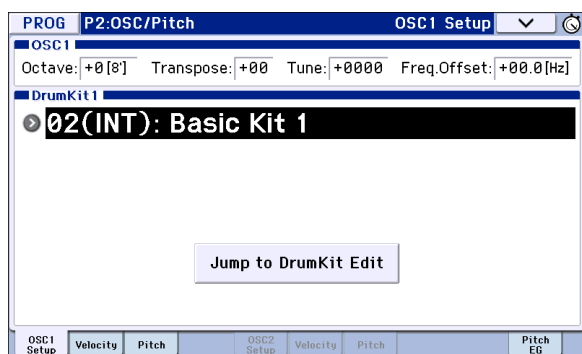 PROG P2:OSC/Pitch OSC1 Setup
OSC1
Octave: +0[8'] Transpose: +00 Tune: +0000 Freq.Offset: +00.0[Hz]
DrumKit1
02(INT): Basic Kit 1
Jump to DrumKit Edit
OSC1 Setup Velocity Pitch OSC2 Setup Velocity Pitch Pitch EG